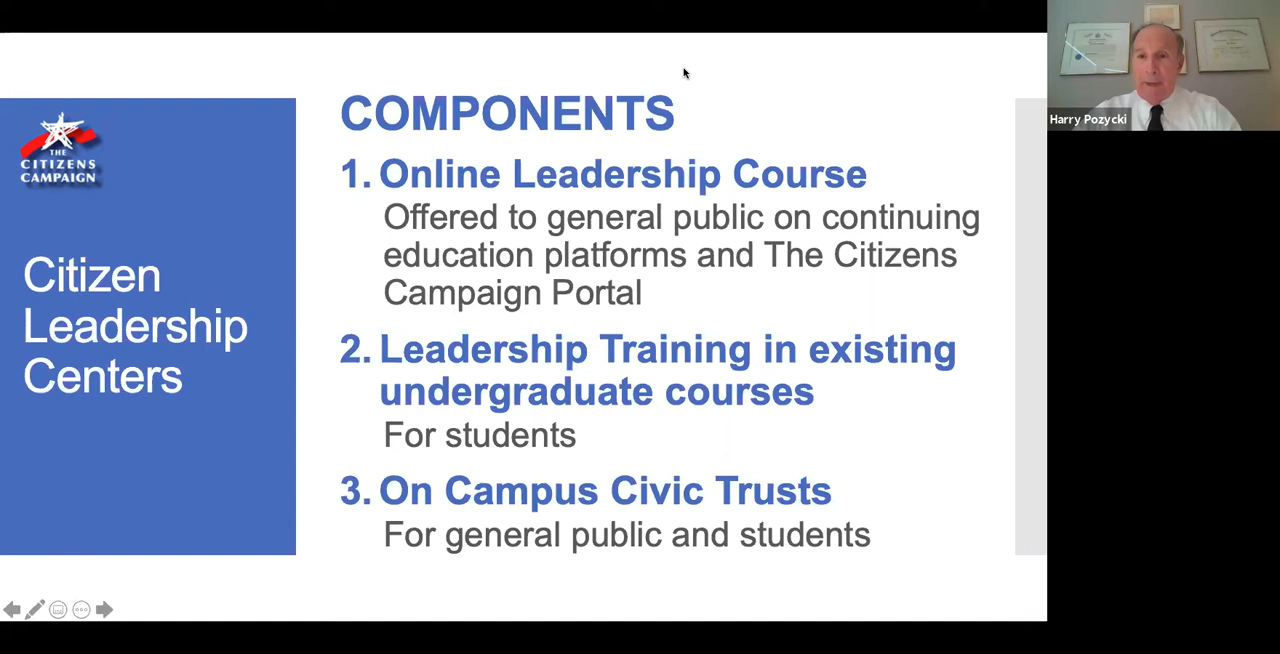 THE
CITIZENS
CAMPAIGN
Citizen
Leadership
Centers
COMPONENTS
1. Online Leadership Course
Offered to general public on continuing
education platforms and The Citizens
Campaign Portal
2. Leadership Training in existing
undergraduate courses
For students
3. On Campus Civic Trusts
For general public and students
Harry Pozycki